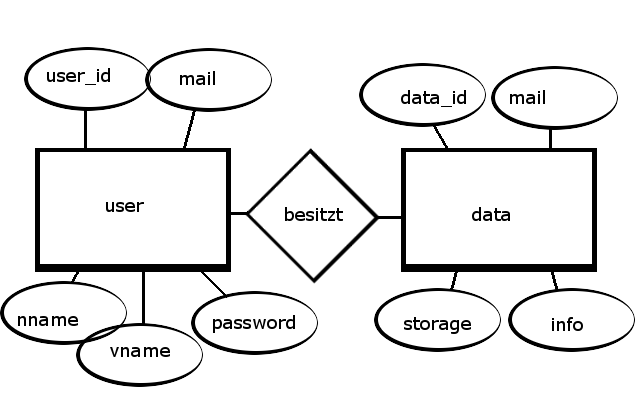 user_id
mail
data_id
mail
user
besitzt
data
nname
vname
password
storage
info